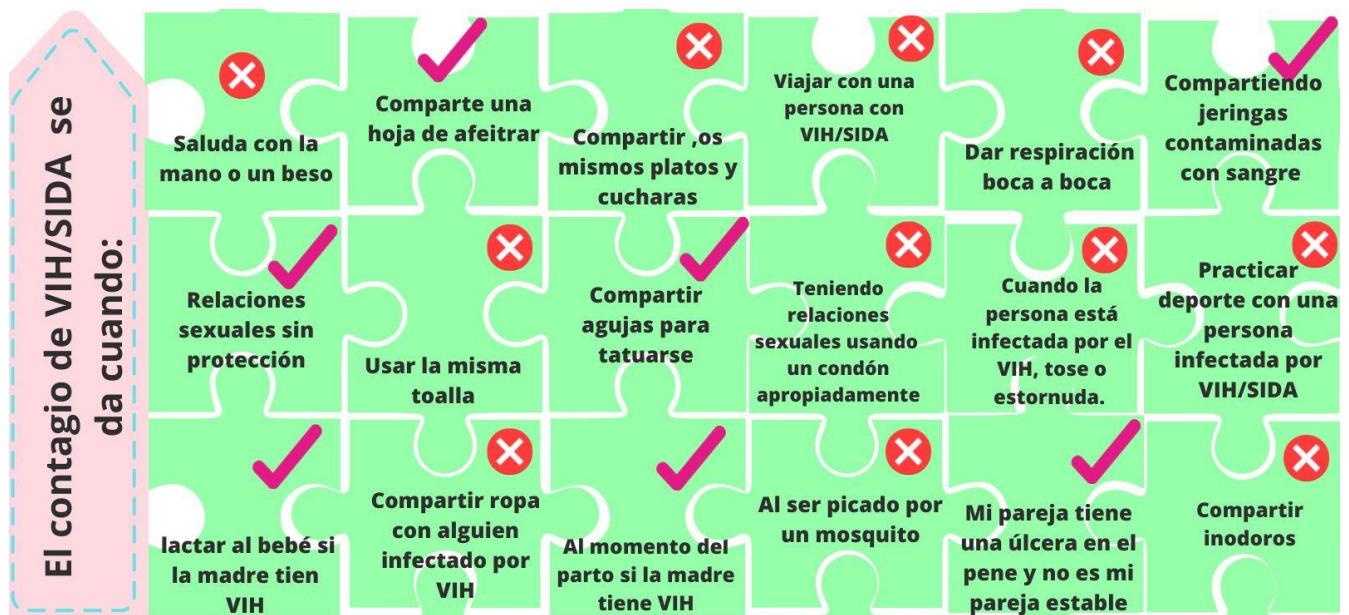 El contagio de VIH/SIDA se
da cuando:
Saluda con la
mano o un beso
Comparte una
hoja de afeitrar
Compartir ,os
mismos platos y
cucharas
Viajar con una
persona con
VIH/SIDA
Dar respiración
boca a boca
Compartiendo
jeringas
contaminadas
con sangre
Relaciones
sexuales sin
protección
Usar la misma
toalla
Compartir
agujas para
tatuarse
Teniendo
relaciones
sexuales usando
un condón
apropiadamente
Cuando la
persona está
infectada por el
VIH, tose o
estornuda.
Practicar
deporte con una
persona
infectada por
VIH/SIDA
lactar al bebé si
la madre tien
VIH
Compartir ropa
con alguien
infectado por
VIH
Al momento del
parto si la madre
tiene VIH
Al ser picado por
un mosquito
Mi pareja tiene
una úlcera en el
pene y no es mi
pareja estable
Compartir
inodoros